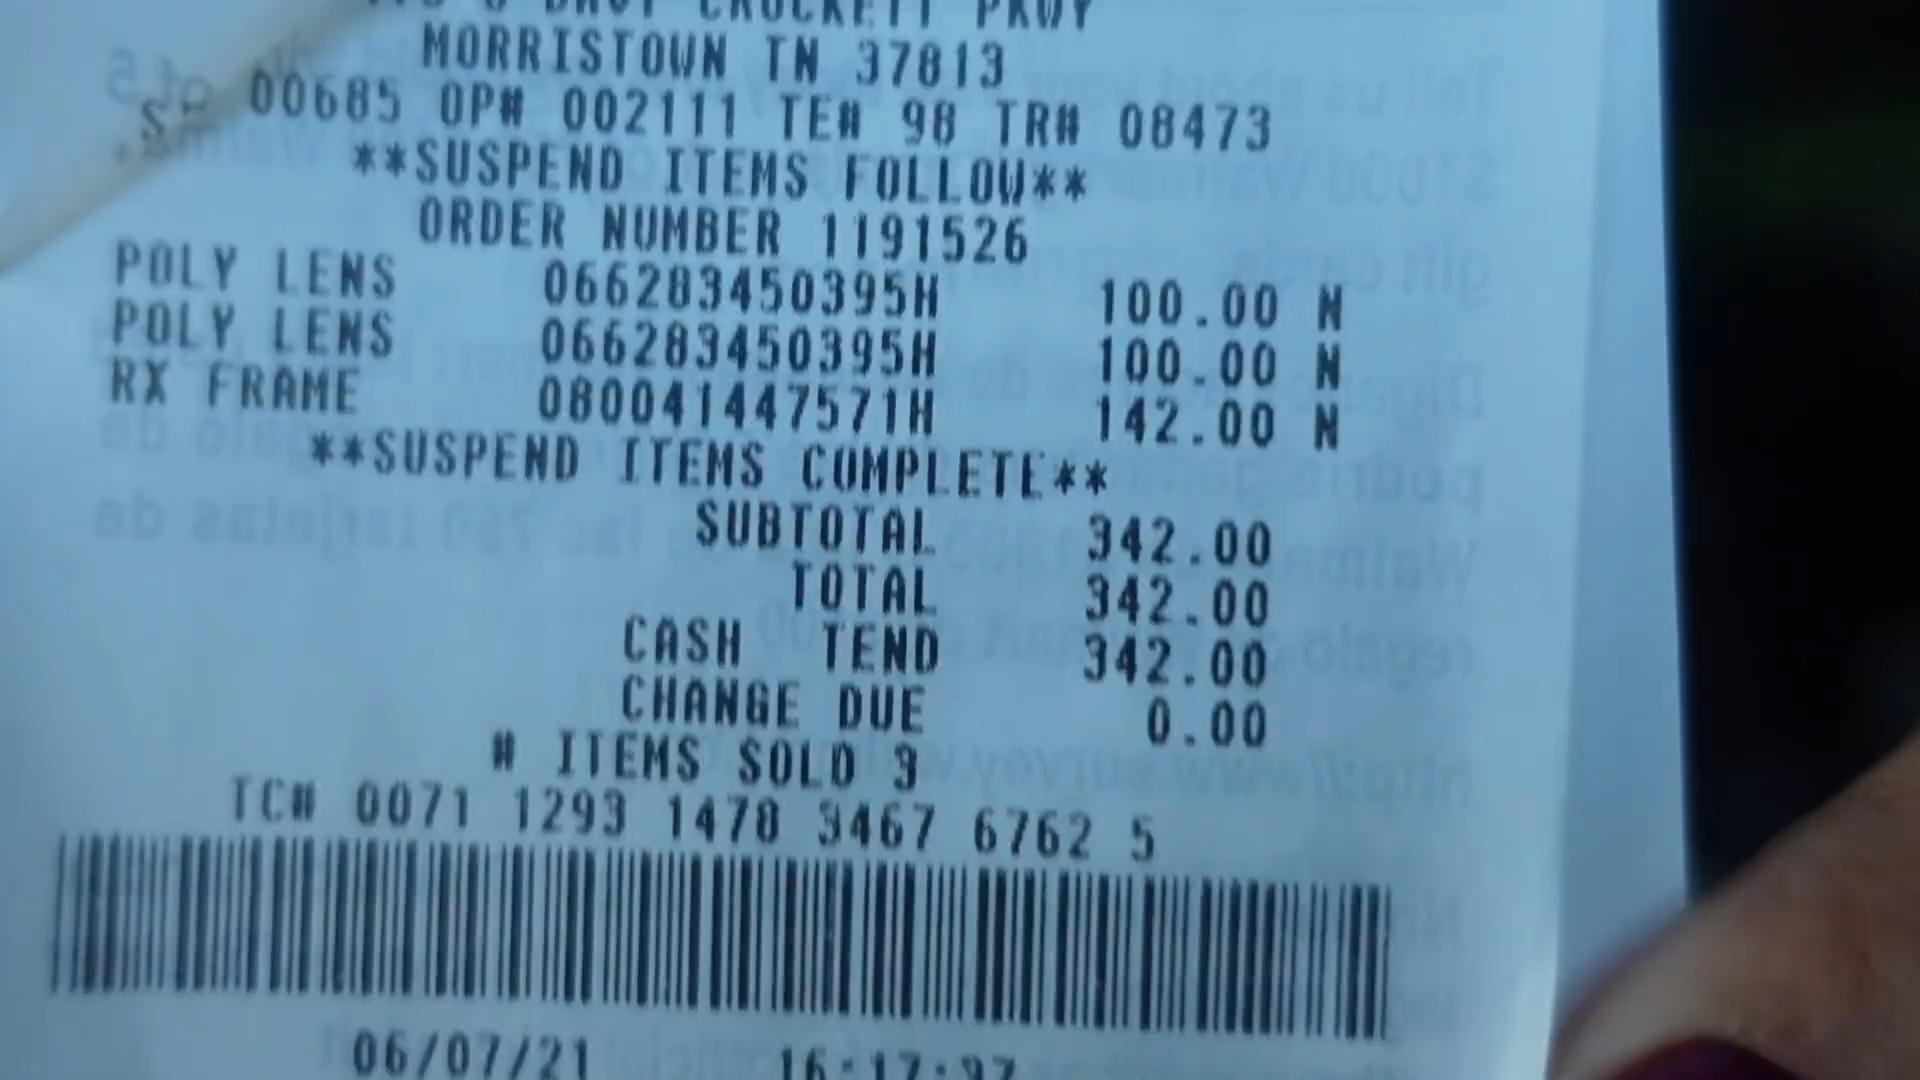 DAVY CROCKETT PKWY
MORRISTOWN TN 37813
00685 OP# 002111 TE# 98 TR# 08473
**SUSPEND ITEMS FOLLOW**
ORDER NUMBER 1191526
POLY LENS 066283450395H 100.00 N
POLY LENS 066283450395H 100.00 N
RX FRAME 080041447571H 142.00 N
**SUSPEND ITEMS COMPLETE**
SUBTOTAL 342.00
TOTAL 342.00
CASH TEND 342.00
CHANGE DUE 0.00
# ITEMS SOLD 3
TC# 0071 1293 1478 3467 6762 5
06/07/21